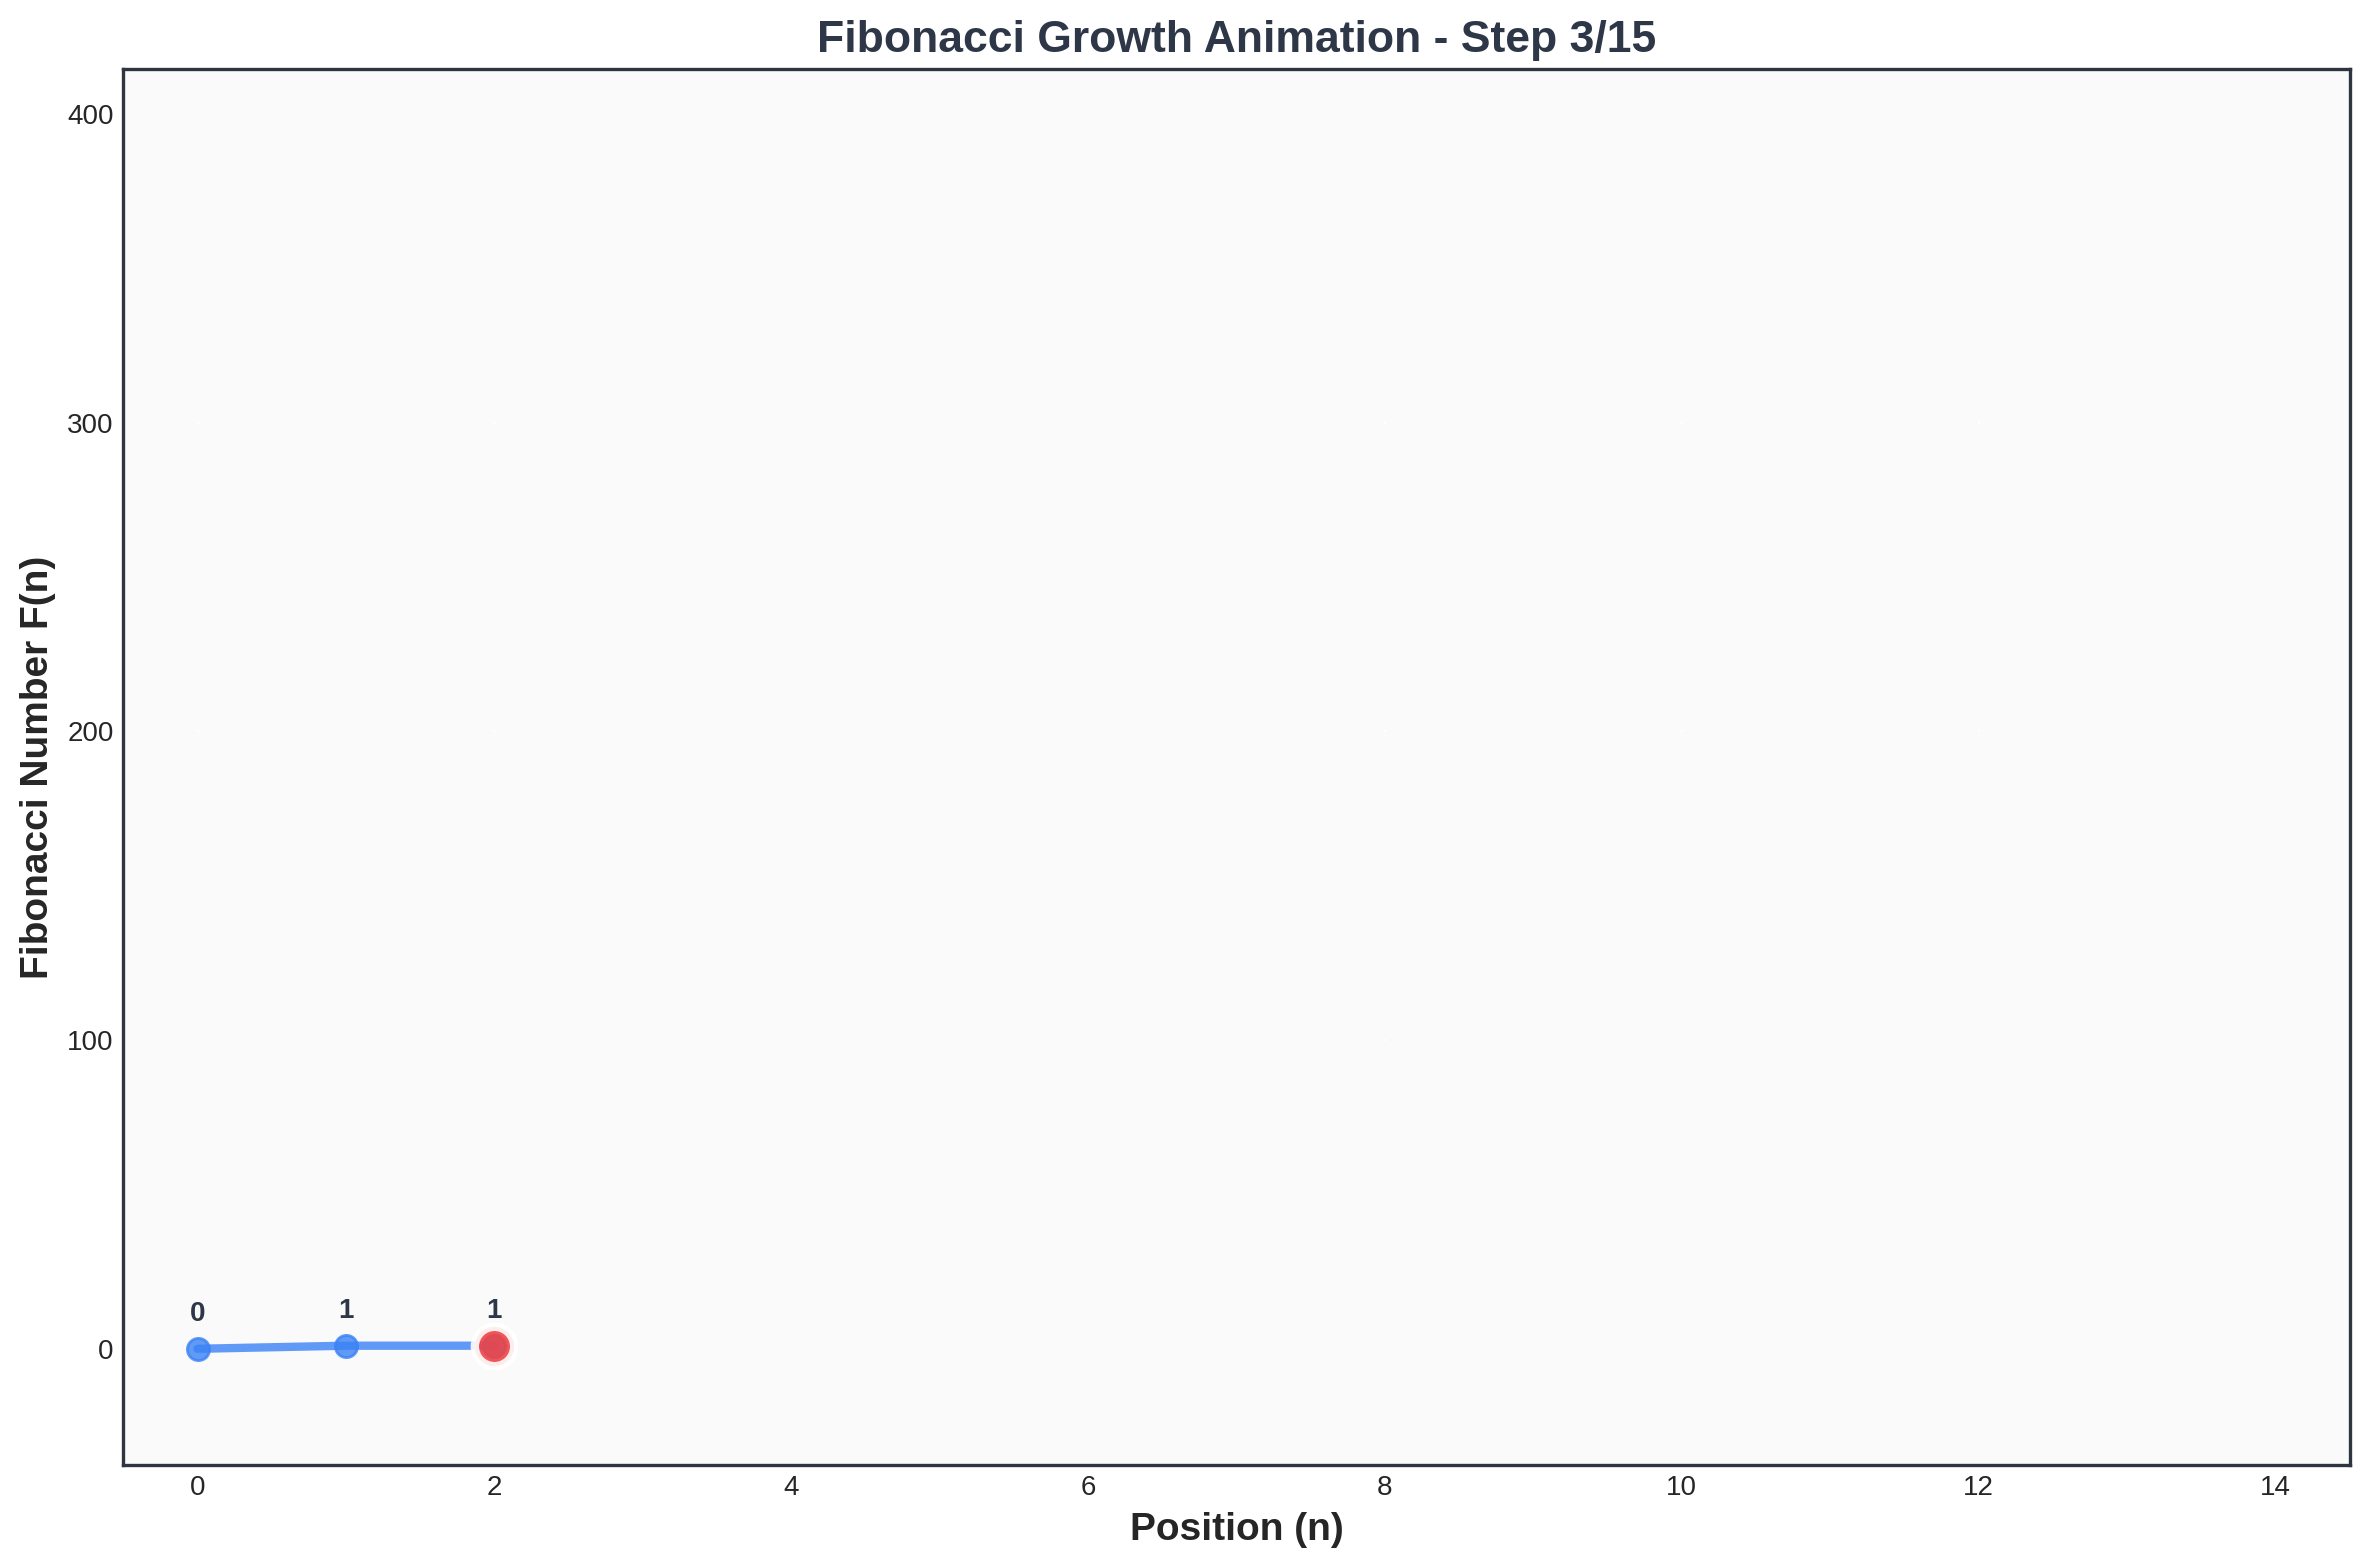 Fibonacci Growth Animation - Step 3/15
400
300
200
100
0
Fibonacci Number F(n)
0 1 1
0 2 4 6 8 10 12 14
Position (n)